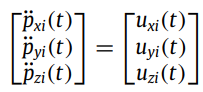 [p̈xi(t)] = [uxi(t)]
[p̈yi(t)] = [uyi(t)]
[p̈zi(t)] = [uzi(t)]